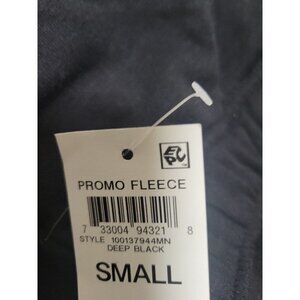 PROMO FLEECE
7 33004 94321 8
STYLE 100137944MN
DEEP BLACK
SMALL